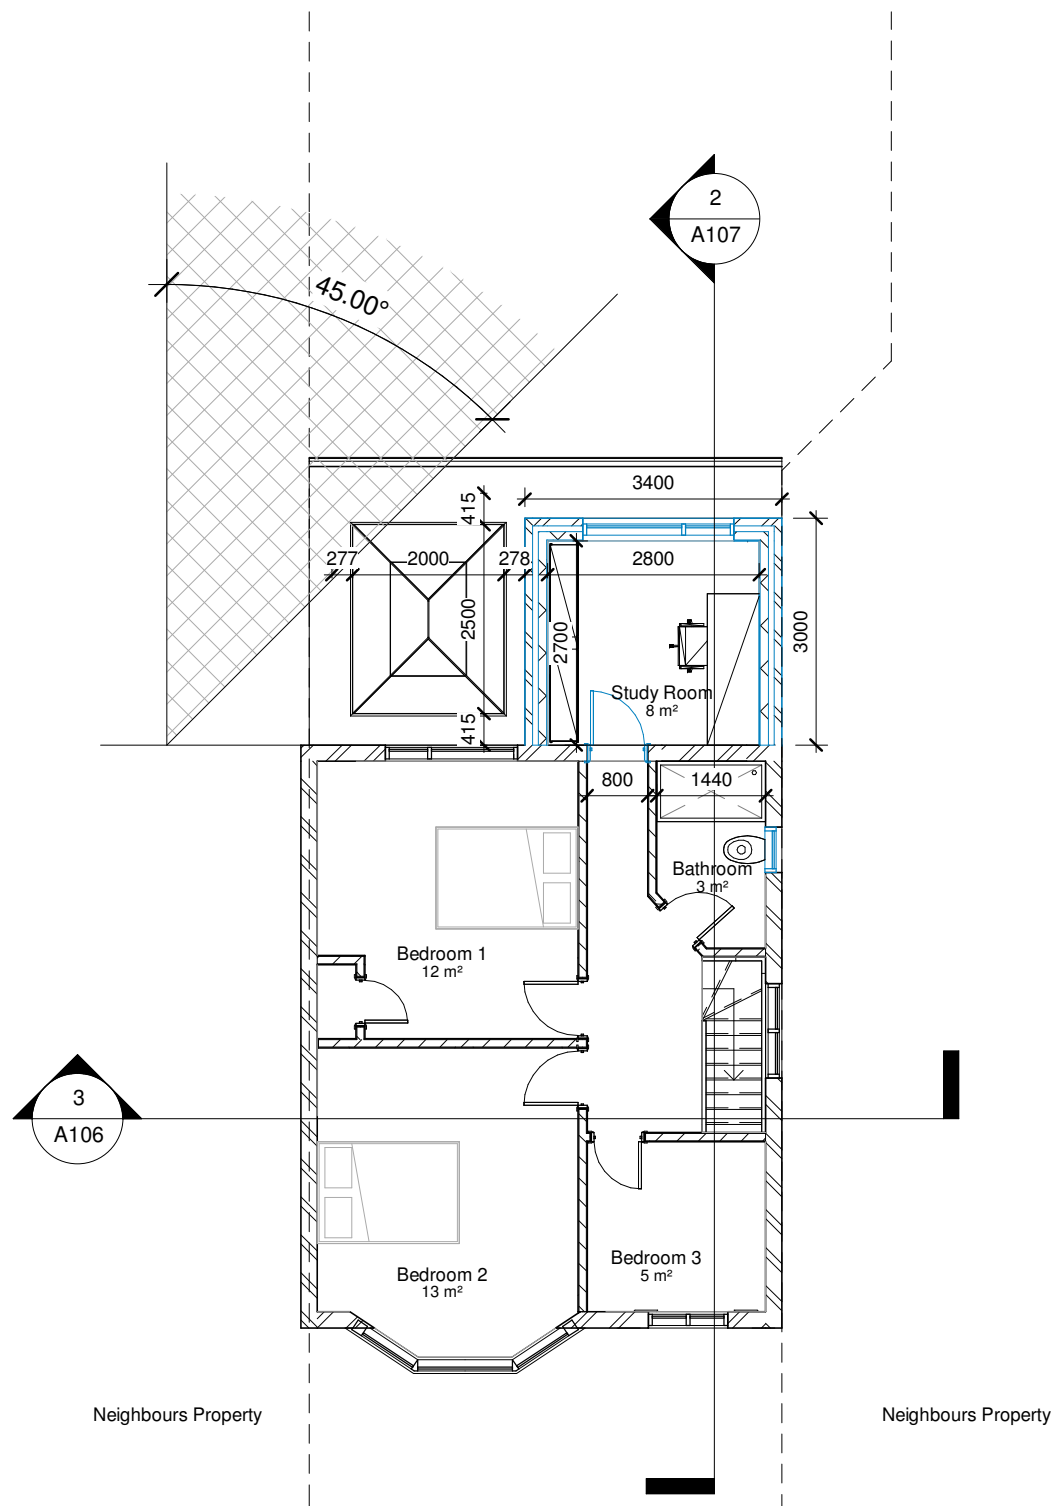 2
A107
45.00°
3400
415
277
2000
278
2800
2500
2700
3000
Study Room
8 m²
415
800
1440
Bathroom
3 m²
Bedroom 1
12 m²
3
A106
Bedroom 2
13 m²
Bedroom 3
5 m²
Neighbours Property
Neighbours Property